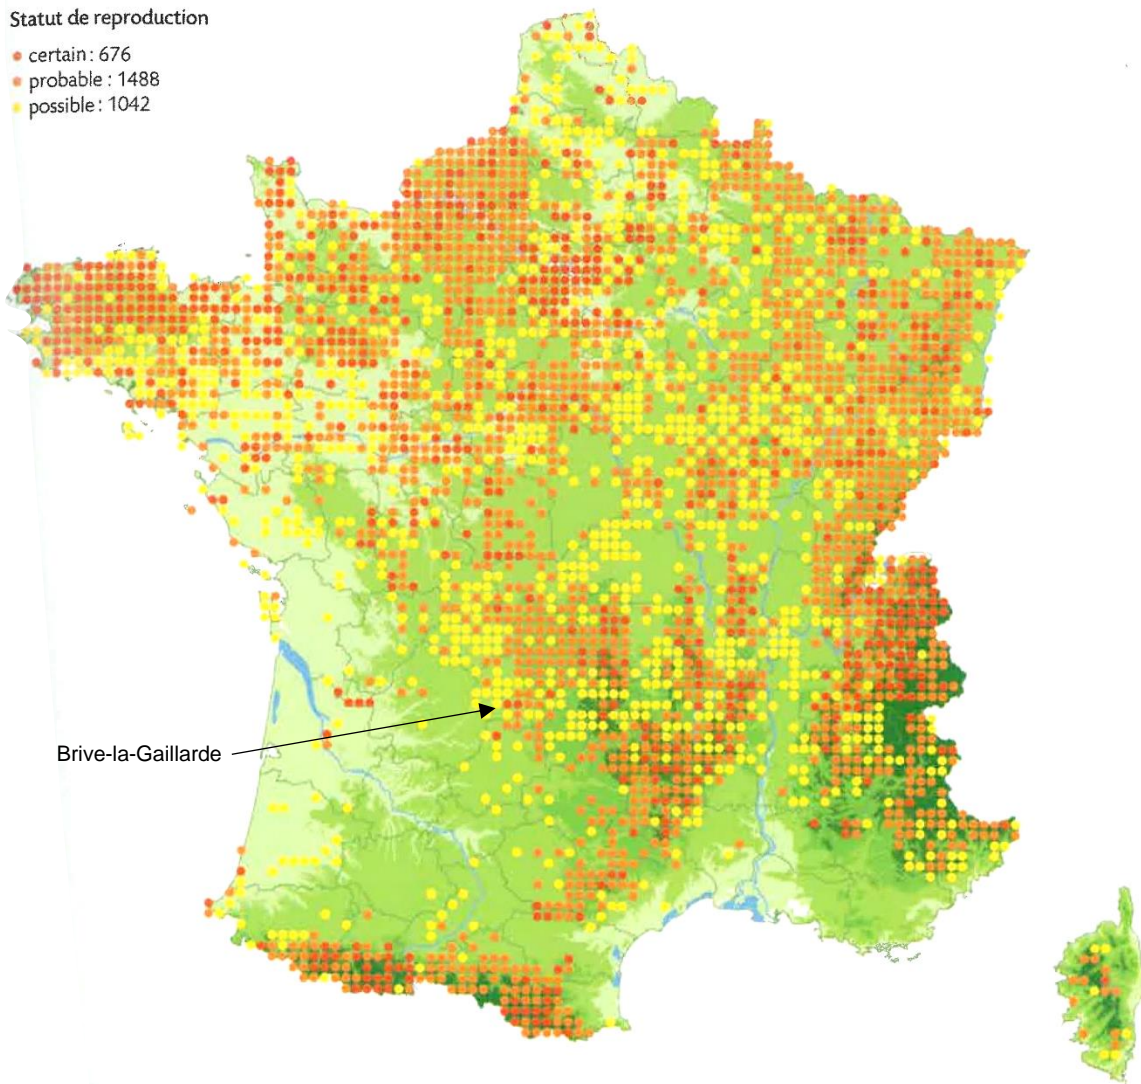 Statut de reproduction
certain : 676
probable : 1488
possible : 1042
Brive-la-Gaillarde